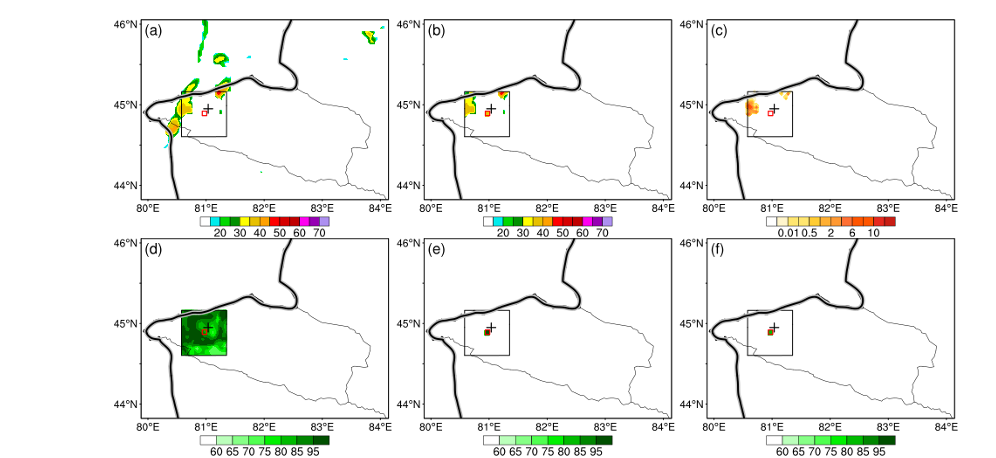 (a) (b) (c)
46°N 46°N 46°N
45°N 45°N 45°N
44°N 44°N 44°N
80°E 81°E 82°E 83°E 84°E 80°E 81°E 82°E 83°E 84°E 80°E 81°E 82°E 83°E 84°E
20 30 40 50 60 70 20 30 40 50 60 70 0.01 0.5 2 6 10
(d) (e) (f)
46°N 46°N 46°N
45°N 45°N 45°N
44°N 44°N 44°N
80°E 81°E 82°E 83°E 84°E 80°E 81°E 82°E 83°E 84°E 80°E 81°E 82°E 83°E 84°E
60 65 70 75 80 85 95 60 65 70 75 80 85 95 60 65 70 75 80 85 95